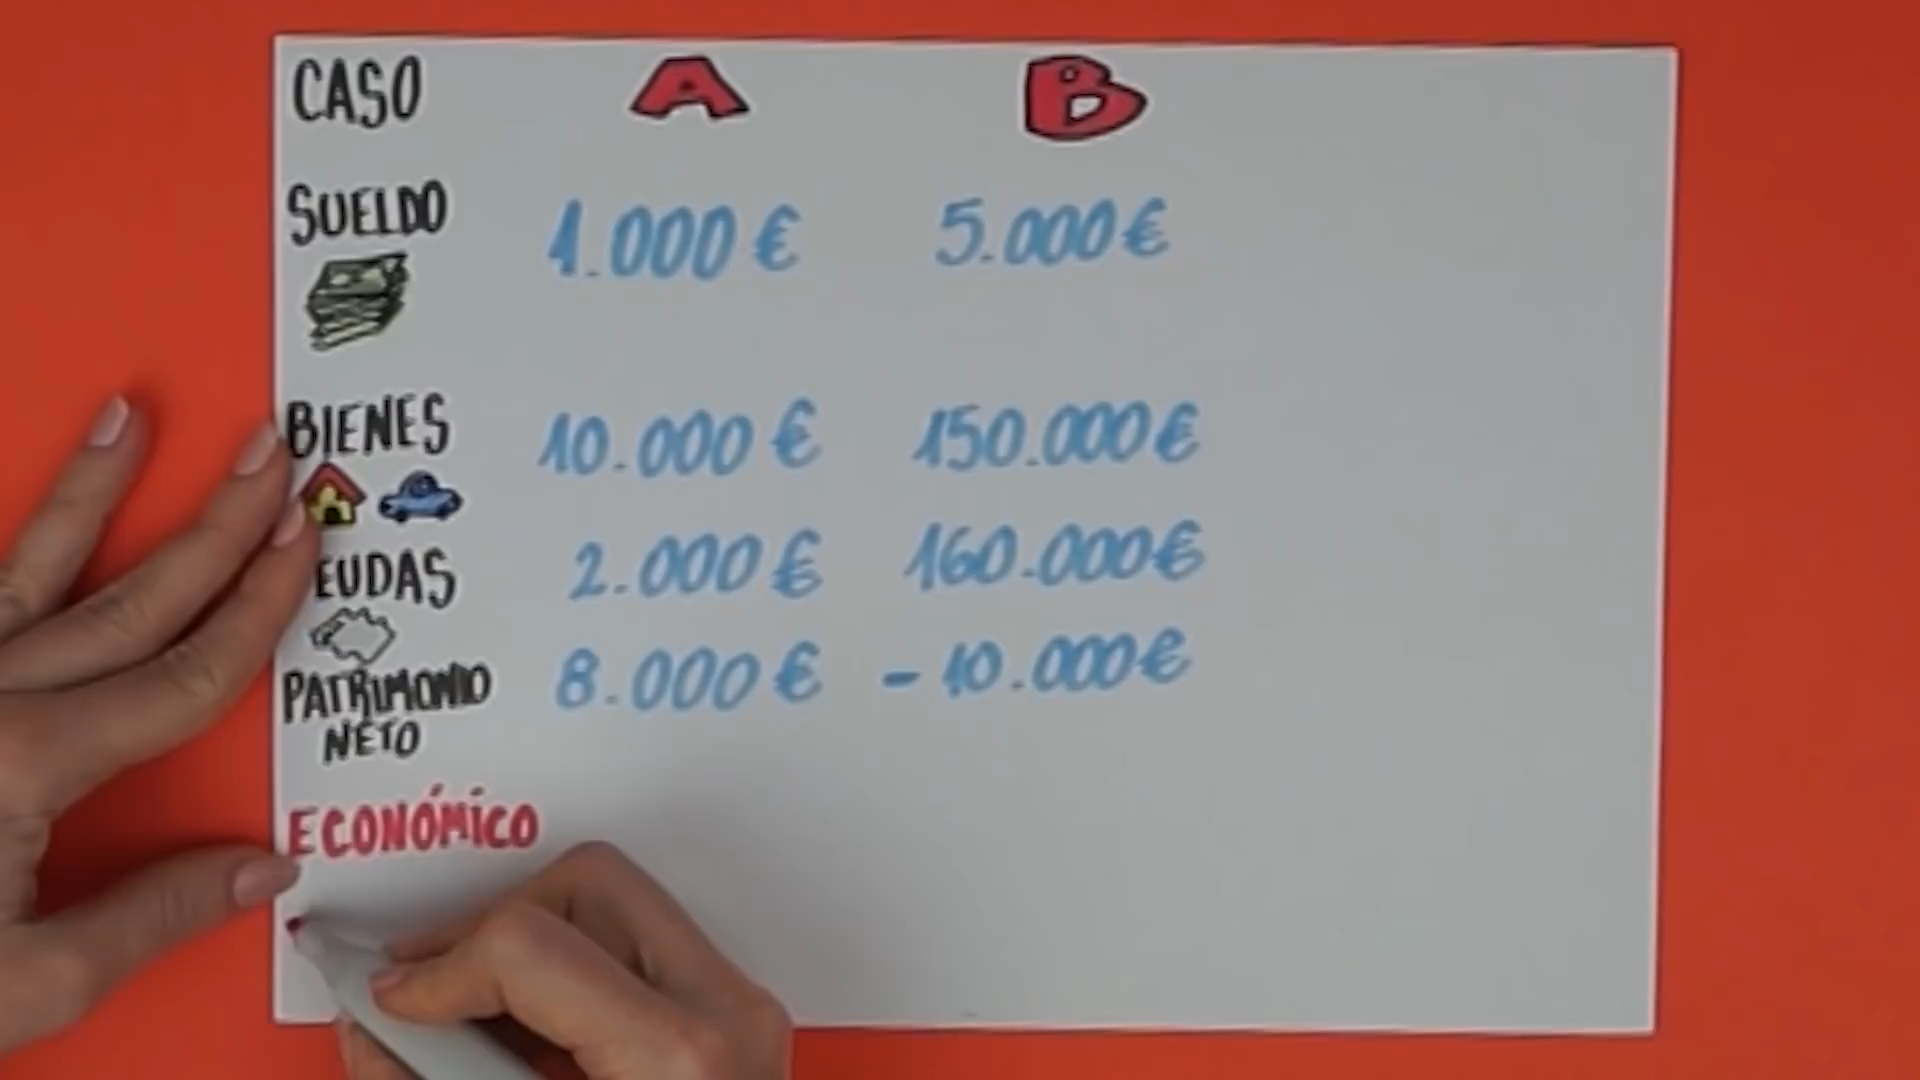 CASO A B
SUELDO 1.000 € 5.000 €
BIENES 10.000 € 150.000 €
EUDAS 2.000 € 160.000 €
PATRIMONIO 8.000 € - 10.000 €
NETO
ECONÓMICO